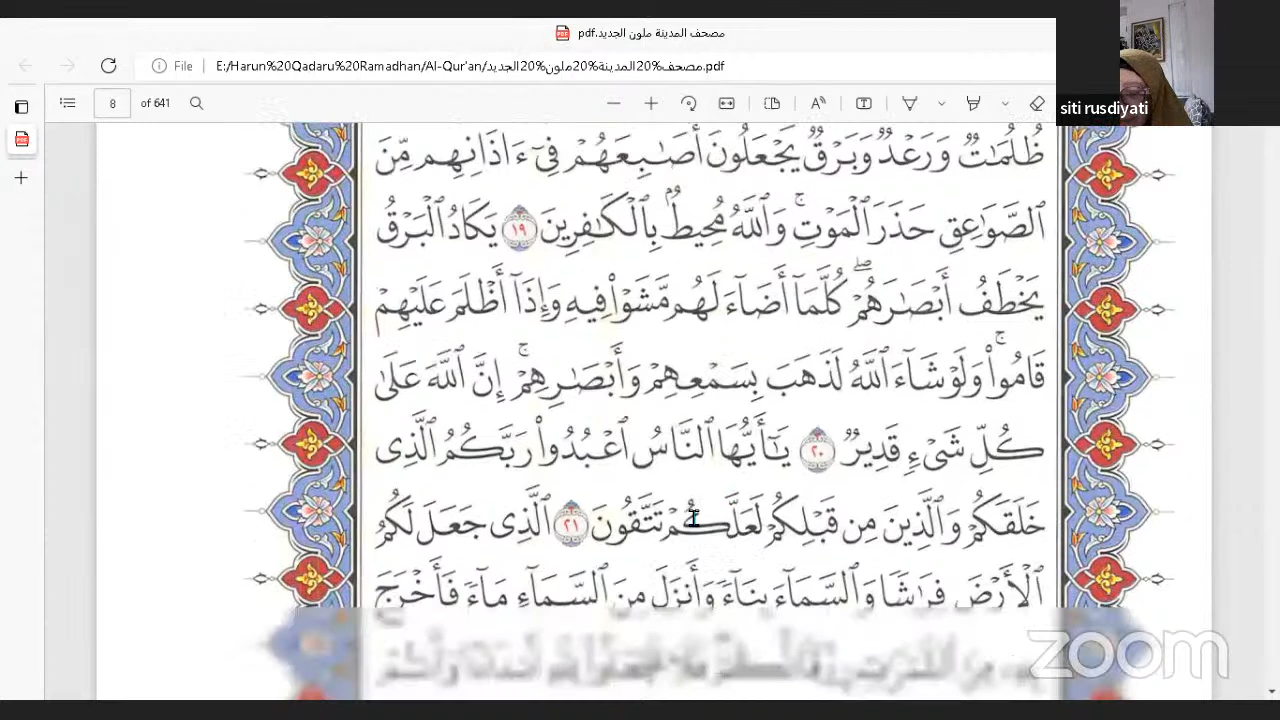 مصحف المدينة ملون الجديد.pdf
File E:/Harun%20Qadaru%20Ramadhan/Al-Qur'an/مصحف%20المدينة%20ملون%20الجديد.pdf
siti rusdiyati
8 of 641
ظُلُمَٰتٞ وَرَعۡدٞ وَبَرۡقٞ يَجۡعَلُونَ أَصَٰبِعَهُمۡ فِيٓ ءَاذَانِهِم مِّنَ
ٱلصَّوَٰعِقِ حَذَرَ ٱلۡمَوۡتِۚ وَٱللَّهُ مُحِيطُۢ بِٱلۡكَٰفِرِينَ ١٩ يَكَادُ ٱلۡبَرۡقُ
يَخۡطَفُ أَبۡصَٰرَهُمۡۖ كُلَّمَآ أَضَآءَ لَهُم مَّشَوۡاْ فِيهِ وَإِذَآ أَظۡلَمَ عَلَيۡهِمۡ
قَامُواْۚ وَلَوۡ شَآءَ ٱللَّهُ لَذَهَبَ بِسَمۡعِهِمۡ وَأَبۡصَٰرِهِمۡۚ إِنَّ ٱللَّهَ عَلَىٰ
كُلِّ شَيۡءٖ قَدِيرٞ ٢٠ يَٰٓأَيُّهَا ٱلنَّاسُ ٱعۡبُدُواْ رَبَّكُمُ ٱلَّذِي
خَلَقَكُمۡ وَٱلَّذِينَ مِن قَبۡلِكُمۡ لَعَلَّكُمۡ تَتَّقُونَ ٢١ ٱلَّذِي جَعَلَ لَكُمُ
ٱلۡأَرۡضَ فِرَٰشٗا وَٱلسَّمَآءَ بِنَآءٗ وَأَنزَلَ مِنَ ٱلسَّمَآءِ مَآءٗ فَأَخۡرَجَ
zoom